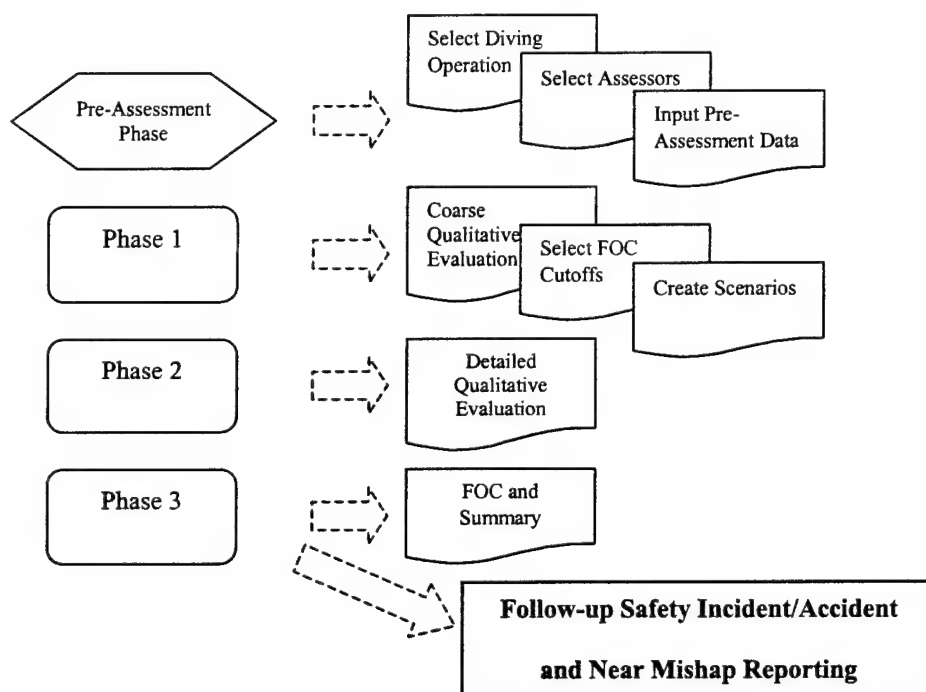 Pre-Assessment
Phase
Select Diving
Operation
Select Assessors
Input Pre-
Assessment Data
Phase 1
Coarse
Qualitative
Evaluation
Select FOC
Cutoffs
Create Scenarios
Phase 2
Detailed
Qualitative
Evaluation
Phase 3
FOC and
Summary
Follow-up Safety Incident/Accident
and Near Mishap Reporting